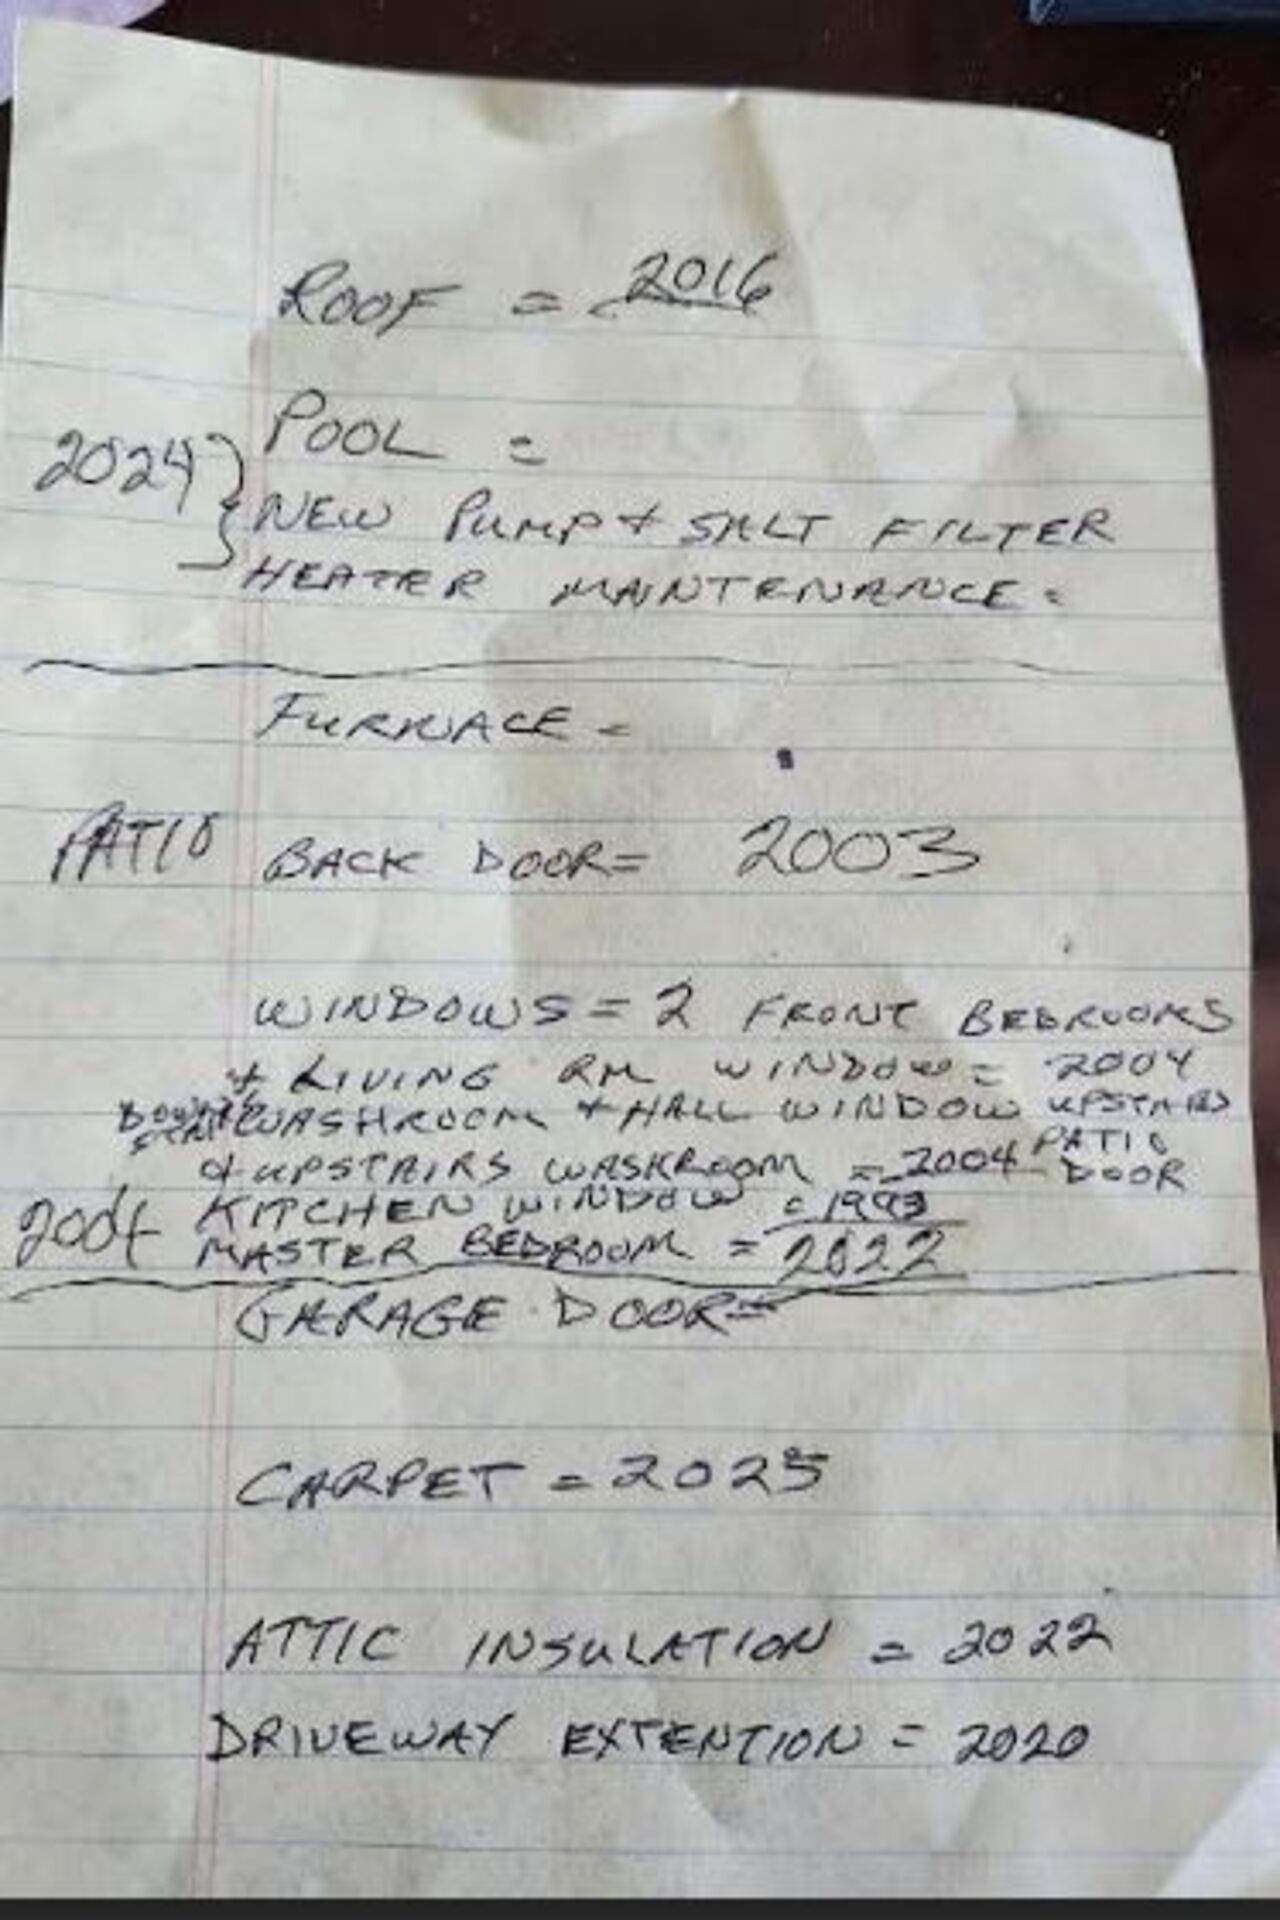 ROOF = 2016
POOL =
2024 } NEW PUMP + SALT FILTER
HEATER MAINTENANCE =
FURNACE =
PATIO BACK DOOR = 2003
WINDOWS = 2 FRONT BEDROOMS
+ LIVING RM WINDOW = 2004
WASHROOM + HALL WINDOW UPSTAIRS
& UPSTAIRS WASHROOM = 2004 PATIO DOOR
2004 KITCHEN WINDOW = 1993
MASTER BEDROOM = 2022
GARAGE DOOR =
CARPET = 2025
ATTIC INSULATION = 2022
DRIVEWAY EXTENTION = 2020